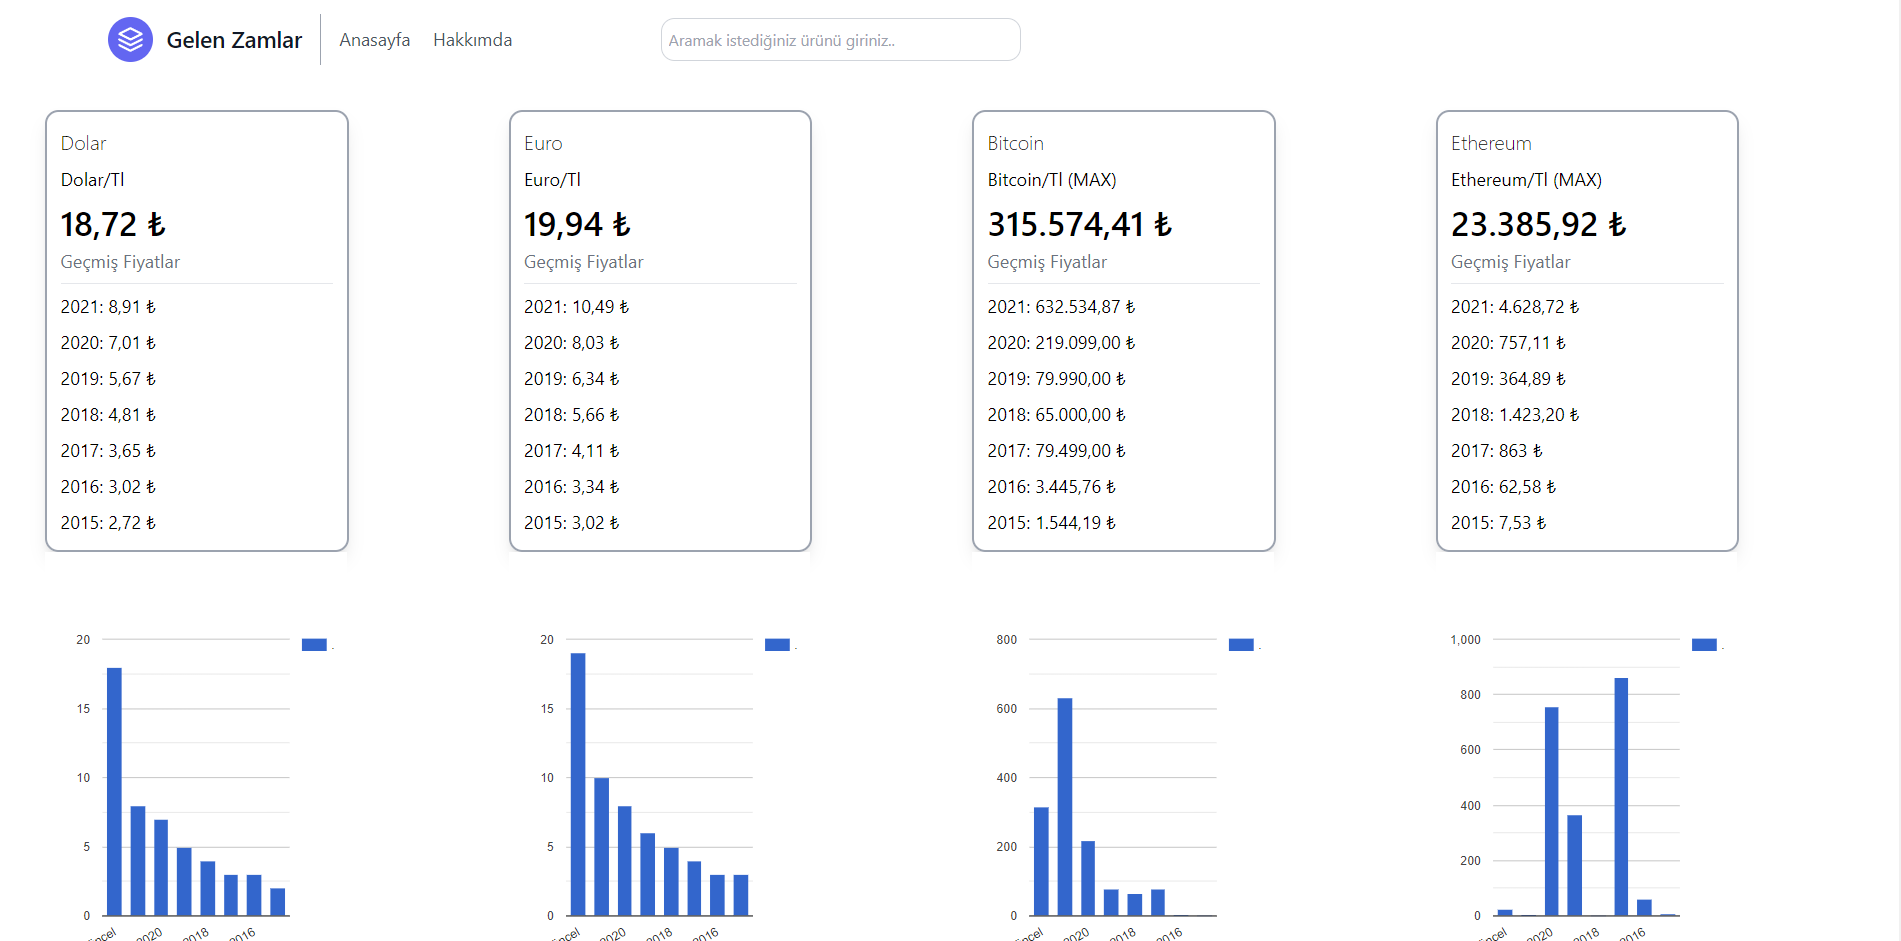 Gelen Zamlar
Anasayfa
Hakkımda
Aramak istediğiniz ürünü giriniz..
Dolar
Dolar/Tl
18,72 ₺
Geçmiş Fiyatlar
2021: 8,91 ₺
2020: 7,01 ₺
2019: 5,67 ₺
2018: 4,81 ₺
2017: 3,65 ₺
2016: 3,02 ₺
2015: 2,72 ₺
Euro
Euro/Tl
19,94 ₺
Geçmiş Fiyatlar
2021: 10,49 ₺
2020: 8,03 ₺
2019: 6,34 ₺
2018: 5,66 ₺
2017: 4,11 ₺
2016: 3,34 ₺
2015: 3,02 ₺
Bitcoin
Bitcoin/Tl (MAX)
315.574,41 ₺
Geçmiş Fiyatlar
2021: 632.534,87 ₺
2020: 219.099,00 ₺
2019: 79.990,00 ₺
2018: 65.000,00 ₺
2017: 79.499,00 ₺
2016: 3.445,76 ₺
2015: 1.544,19 ₺
Ethereum
Ethereum/Tl (MAX)
23.385,92 ₺
Geçmiş Fiyatlar
2021: 4.628,72 ₺
2020: 757,11 ₺
2019: 364,89 ₺
2018: 1.423,20 ₺
2017: 863 ₺
2016: 62,58 ₺
2015: 7,53 ₺
20
15
10
5
0
.
2020
2018
2016
20
15
10
5
0
.
2020
2018
2016
800
600
400
200
0
.
2020
2018
2016
1,000
800
600
400
200
0
.
2020
2018
2016